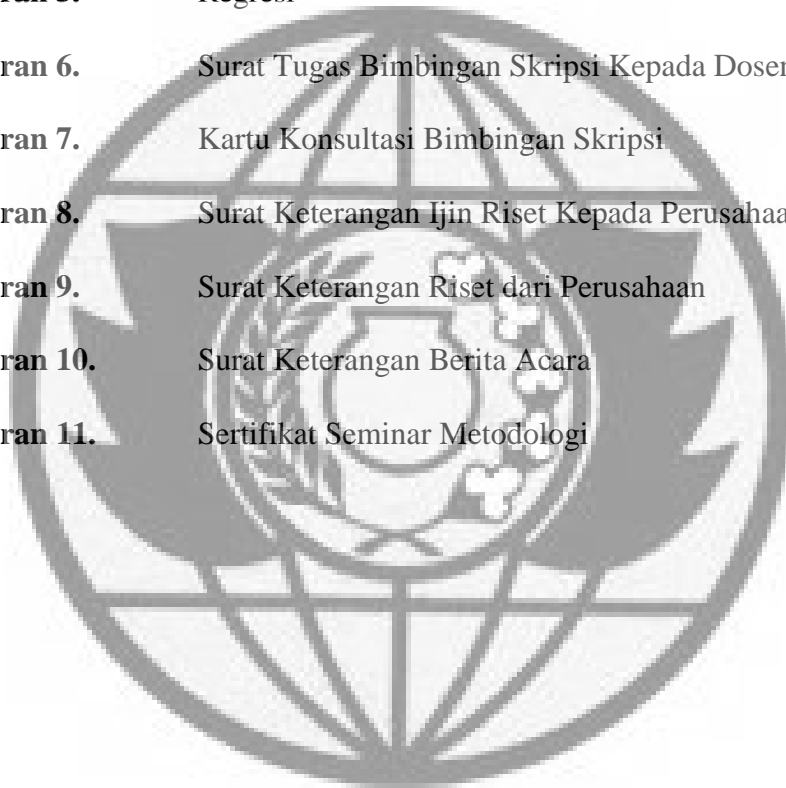 ran 6. Surat Tugas Bimbingan Skripsi Kepada Dosen
ran 7. Kartu Konsultasi Bimbingan Skripsi
ran 8. Surat Keterangan Ijin Riset Kepada Perusahaa
ran 9. Surat Keterangan Riset dari Perusahaan
ran 10. Surat Keterangan Berita Acara
ran 11. Sertifikat Seminar Metodologi